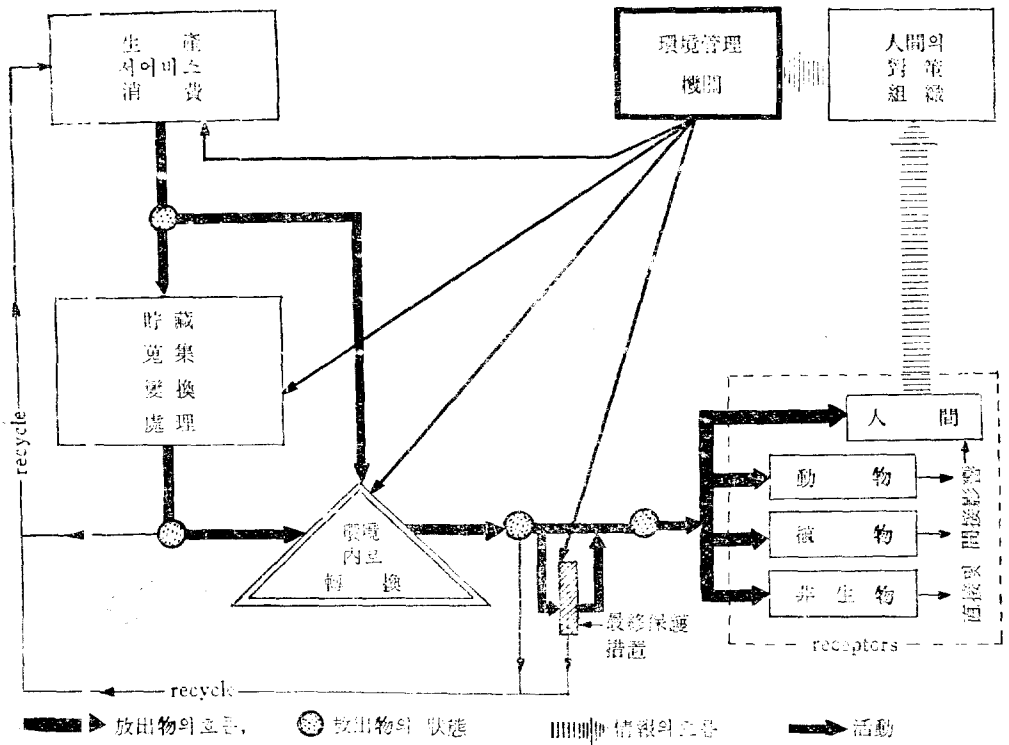 生產
서어비스
消費
環境管理
機關
人間의
對策
組織
貯藏
蒐集
變換
處理
recycle
環境
內로
轉換
最終保護
措置
人間
動物
植物
非生物
直接및 間接影響
receptors
recycle
放出物의흐름,
放出物의 狀態
情報의흐름
活動